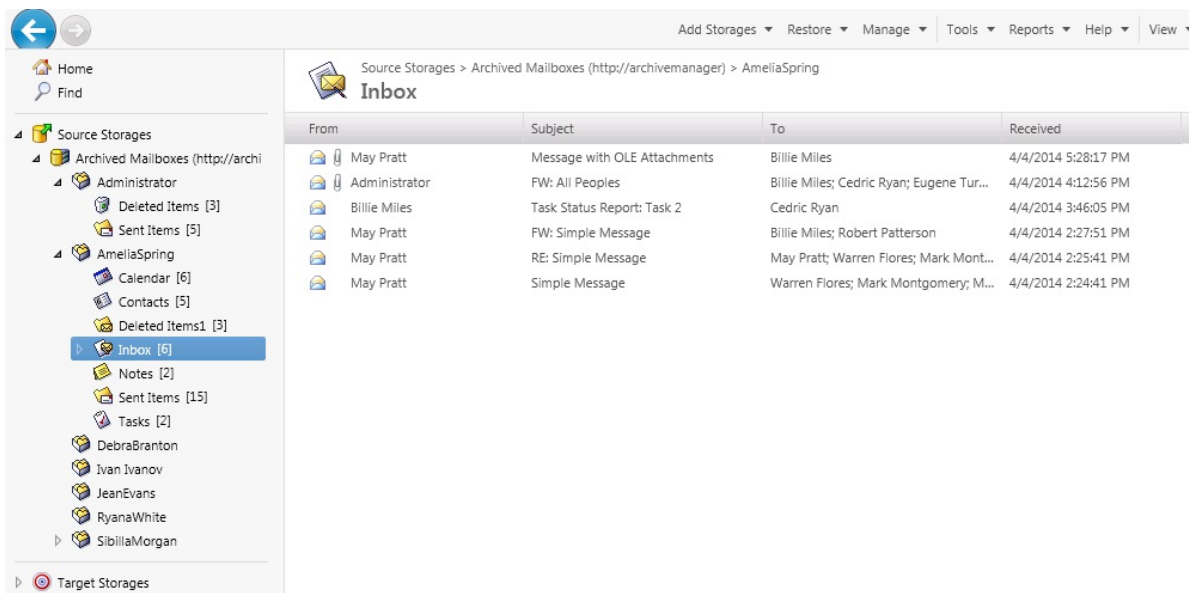 Add Storages Restore Manage Tools Reports Help View
Home
Find
Source Storages
Archived Mailboxes (http://archi
Administrator
Deleted Items [3]
Sent Items [5]
AmeliaSpring
Calendar [6]
Contacts [5]
Deleted Items1 [3]
Inbox [6]
Notes [2]
Sent Items [15]
Tasks [2]
DebraBranton
Ivan Ivanov
JeanEvans
RyanaWhite
SibillaMorgan
Target Storages
Source Storages > Archived Mailboxes (http://archivemanager) > AmeliaSpring
Inbox
From Subject To Received
May Pratt Message with OLE Attachments Billie Miles 4/4/2014 5:28:17 PM
Administrator FW: All Peoples Billie Miles; Cedric Ryan; Eugene Tur... 4/4/2014 4:12:56 PM
Billie Miles Task Status Report: Task 2 Cedric Ryan 4/4/2014 3:46:05 PM
May Pratt FW: Simple Message Billie Miles; Robert Patterson 4/4/2014 2:27:51 PM
May Pratt RE: Simple Message May Pratt; Warren Flores; Mark Mont... 4/4/2014 2:25:41 PM
May Pratt Simple Message Warren Flores; Mark Montgomery; M... 4/4/2014 2:24:41 PM